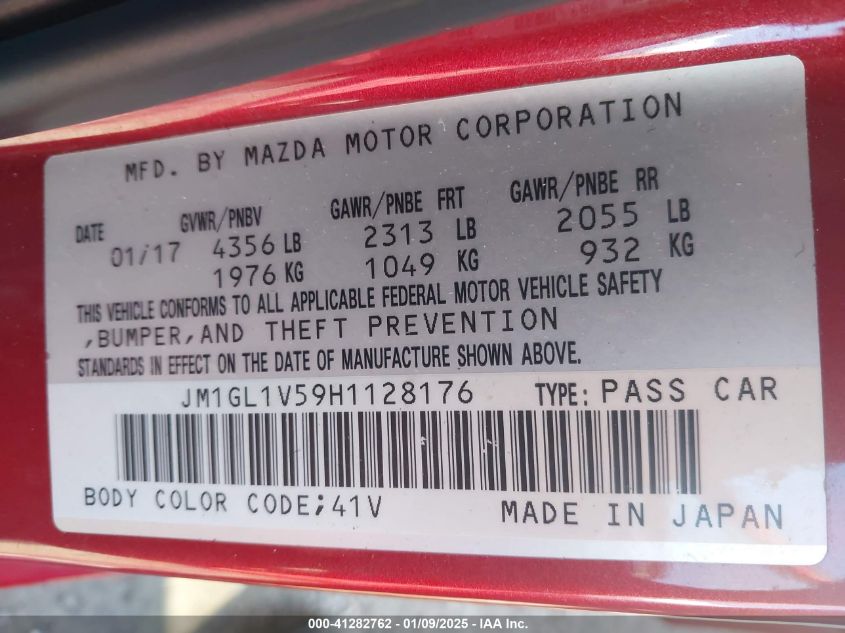 MFD. BY MAZDA MOTOR CORPORATION
DATE GVWR/PNBV GAWR/PNBE FRT GAWR/PNBE RR
01/17 4356 LB 2313 LB 2055 LB
1976 KG 1049 KG 932 KG
THIS VEHICLE CONFORMS TO ALL APPLICABLE FEDERAL MOTOR VEHICLE SAFETY
,BUMPER,AND THEFT PREVENTION
STANDARDS IN EFFECT ON THE DATE OF MANUFACTURE SHOWN ABOVE.
JM1GL1V59H1128176 TYPE: PASS CAR
BODY COLOR CODE;41V MADE IN JAPAN
000-41282762 - 01/09/2025 - IAA Inc.